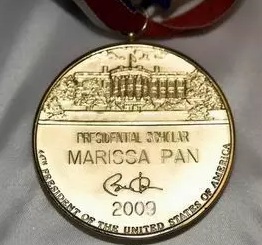 PRESIDENTIAL SCHOLAR
MARISSA PAN
2009
44TH PRESIDENT OF THE UNITED STATES OF AMERICA